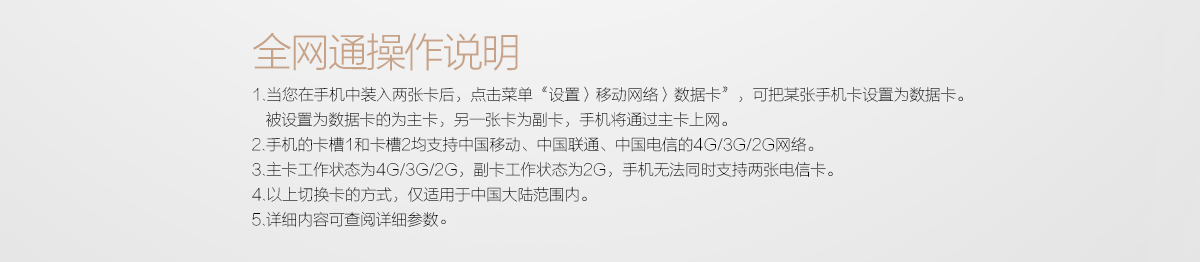 全网通操作说明
1.当您在手机中装入两张卡后，点击菜单《设置〉移动网络〉数据卡》，可把某张手机卡设置为数据卡。
被设置为数据卡的为主卡，另一张卡为副卡，手机将通过主卡上网。
2.手机的卡槽1和卡槽2均支持中国移动、中国联通、中国电信的4G/3G/2G网络。
3.主卡工作状态为4G/3G/2G，副卡工作状态为2G，手机无法同时支持两张电信卡。
4.以上切换卡的方式，仅适用于中国大陆范围内。
5.详细内容可查阅详细参数。